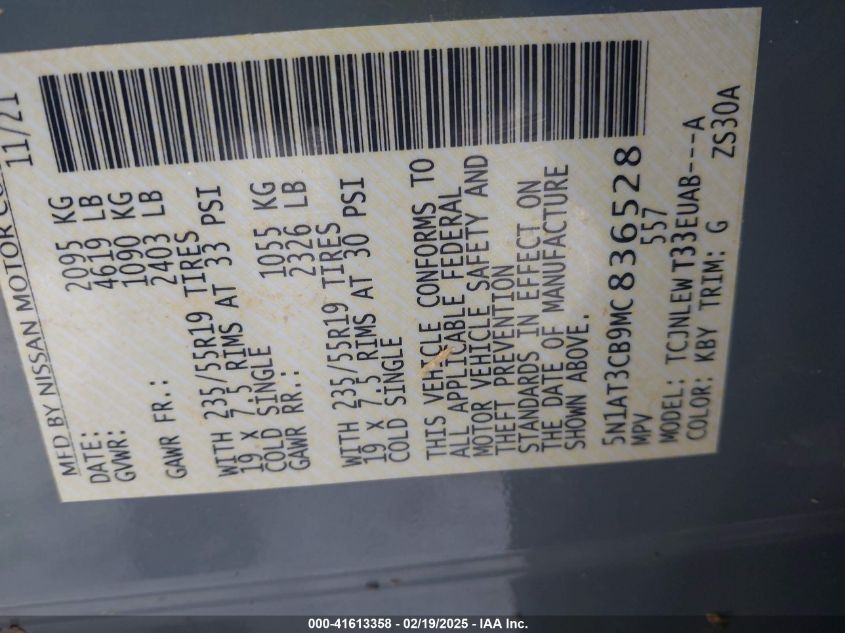 MFD BY NISSAN MOTOR CO
DATE: 11/21
GVWR: 2095 KG
4619 LB
GAWR FR.: 1090 KG
2403 LB
WITH 235/55R19 TIRES
19 X 7.5 RIMS AT 33 PSI
COLD SINGLE
GAWR RR.: 1055 KG
2326 LB
WITH 235/55R19 TIRES
19 X 7.5 RIMS AT 30 PSI
COLD SINGLE
THIS VEHICLE CONFORMS TO
ALL APPLICABLE FEDERAL
MOTOR VEHICLE SAFETY AND
THEFT PREVENTION
STANDARDS IN EFFECT ON
THE DATE OF MANUFACTURE
SHOWN ABOVE.
5N1AT3CB9MC836528
MPV 557
MODEL: TCJNLEWT33EUAB---A
COLOR: KBY TRIM: G ZS30A
000-41613358 - 02/19/2025 - IAA Inc.